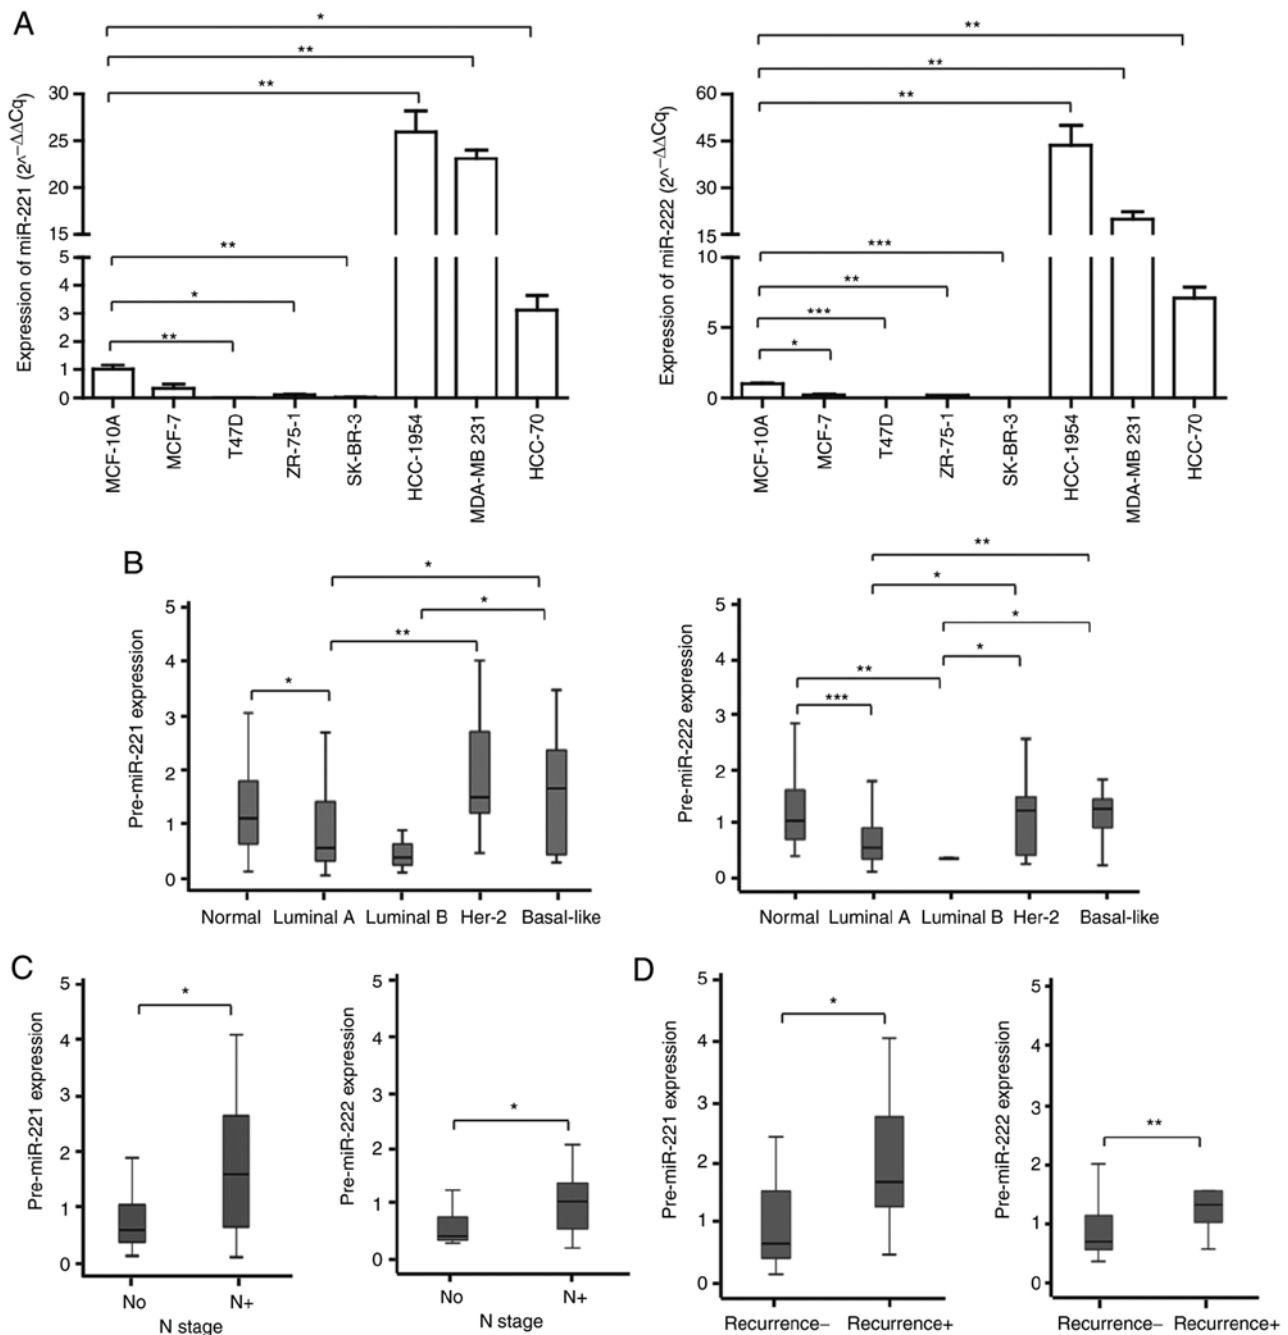 A
*
**
**
30
25
20
15
5
4
3
2
1
0
Expression of miR-221 (2^−ΔΔCq)
**
*
**
MCF-10A
MCF-7
T47D
ZR-75-1
SK-BR-3
HCC-1954
MDA-MB 231
HCC-70
**
**
**
60
45
30
15
10
5
0
Expression of miR-222 (2^−ΔΔCq)
***
**
***
*
MCF-10A
MCF-7
T47D
ZR-75-1
SK-BR-3
HCC-1954
MDA-MB 231
HCC-70
B
*
*
**
*
5
4
3
2
1
0
Pre-miR-221 expression
Normal Luminal A Luminal B Her-2 Basal-like
**
*
*
*
**
***
5
4
3
2
1
0
Pre-miR-222 expression
Normal Luminal A Luminal B Her-2 Basal-like
C
*
5
4
3
2
1
0
Pre-miR-221 expression
No N+
N stage
*
5
4
3
2
1
0
Pre-miR-222 expression
No N+
N stage
D
*
5
4
3
2
1
0
Pre-miR-221 expression
Recurrence− Recurrence+
**
5
4
3
2
1
0
Pre-miR-222 expression
Recurrence− Recurrence+